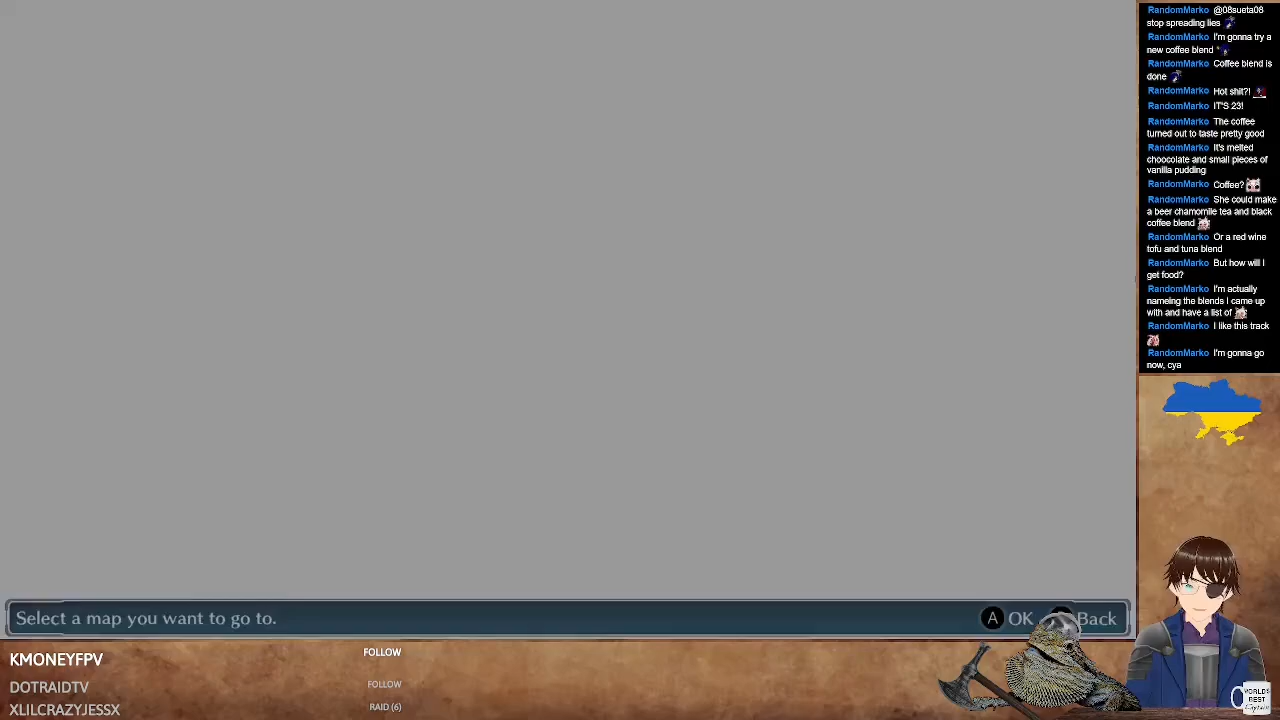 RandomMarko @08sueta08
stop spreading lies
RandomMarko I'm gonna try a
new coffee blend
RandomMarko Coffee blend is
done
RandomMarko Hot shit?!
RandomMarko IT'S 23!
RandomMarko The coffee
turned out to taste pretty good
RandomMarko It's melted
choocolate and small pieces of
vanilla pudding
RandomMarko Coffee?
RandomMarko She could make
a beer chamomile tea and black
coffee blend
RandomMarko Or a red wine
tofu and tuna blend
RandomMarko But how will I
get food?
RandomMarko I'm actually
nameing the blends I came up
with and have a list of
RandomMarko I like this track
RandomMarko I'm gonna go
now, cya
Select a map you want to go to.
A OK Back
KMONEYFPV FOLLOW
DOTRAIDTV FOLLOW
XLILCRAZYJESSX RAID (6)
WORLD'S
BEST
Captain